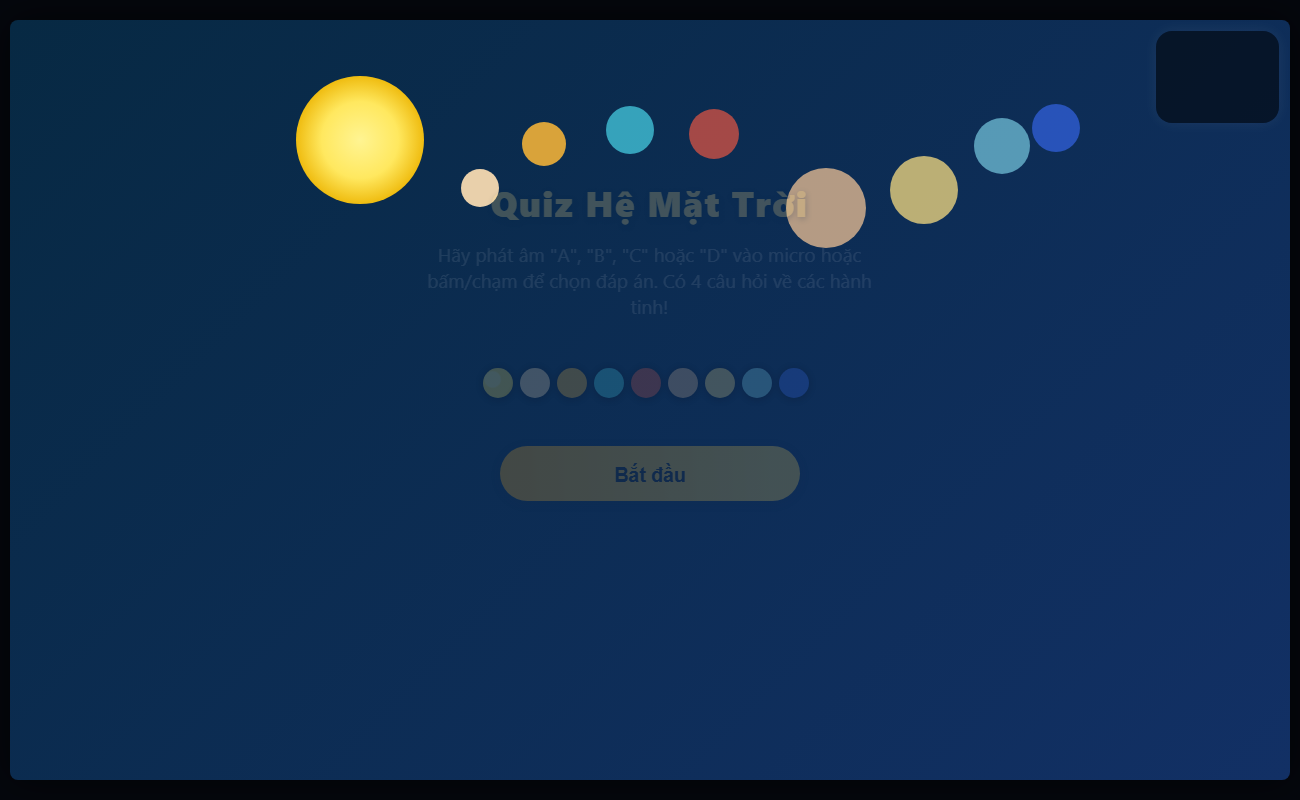 Quiz Hệ Mặt Trời
Hãy phát âm "A", "B", "C" hoặc "D" vào micro hoặc
bấm/chạm để chọn đáp án. Có 4 câu hỏi về các hành
tinh!
Bắt đầu